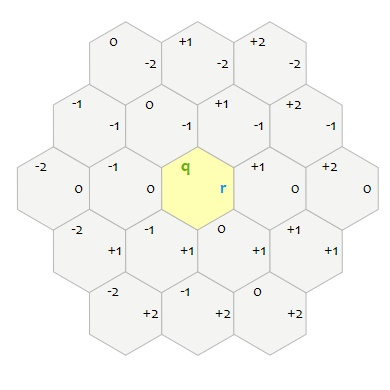 0 -2 +1 -2 +2 -2
-1 -1 0 -1 +1 -1 +2 -1
-2 0 -1 0 q r +1 0 +2 0
-2 +1 -1 +1 0 +1 +1 +1
-2 +2 -1 +2 0 +2